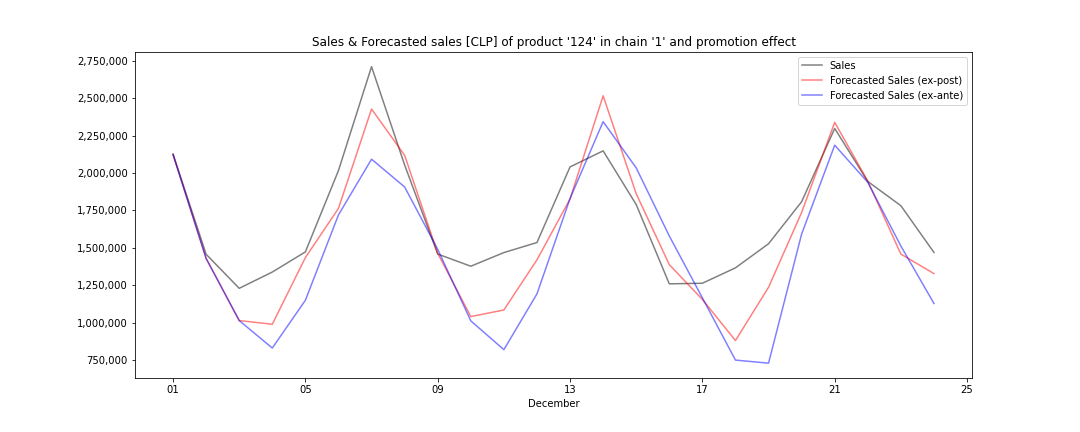 Sales & Forecasted sales [CLP] of product '124' in chain '1' and promotion effect
Sales
Forecasted Sales (ex-post)
Forecasted Sales (ex-ante)
2,750,000
2,500,000
2,250,000
2,000,000
1,750,000
1,500,000
1,250,000
1,000,000
750,000
01 05 09 13 17 21 25
December